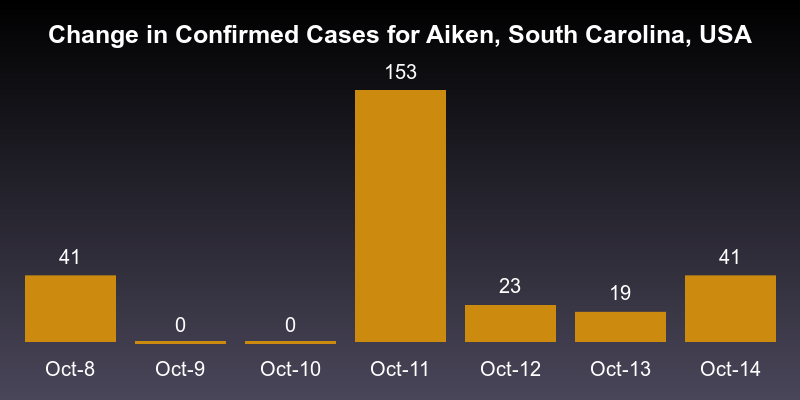 Change in Confirmed Cases for Aiken, South Carolina, USA
153
41
0
0
23
19
41
Oct-8
Oct-9
Oct-10
Oct-11
Oct-12
Oct-13
Oct-14